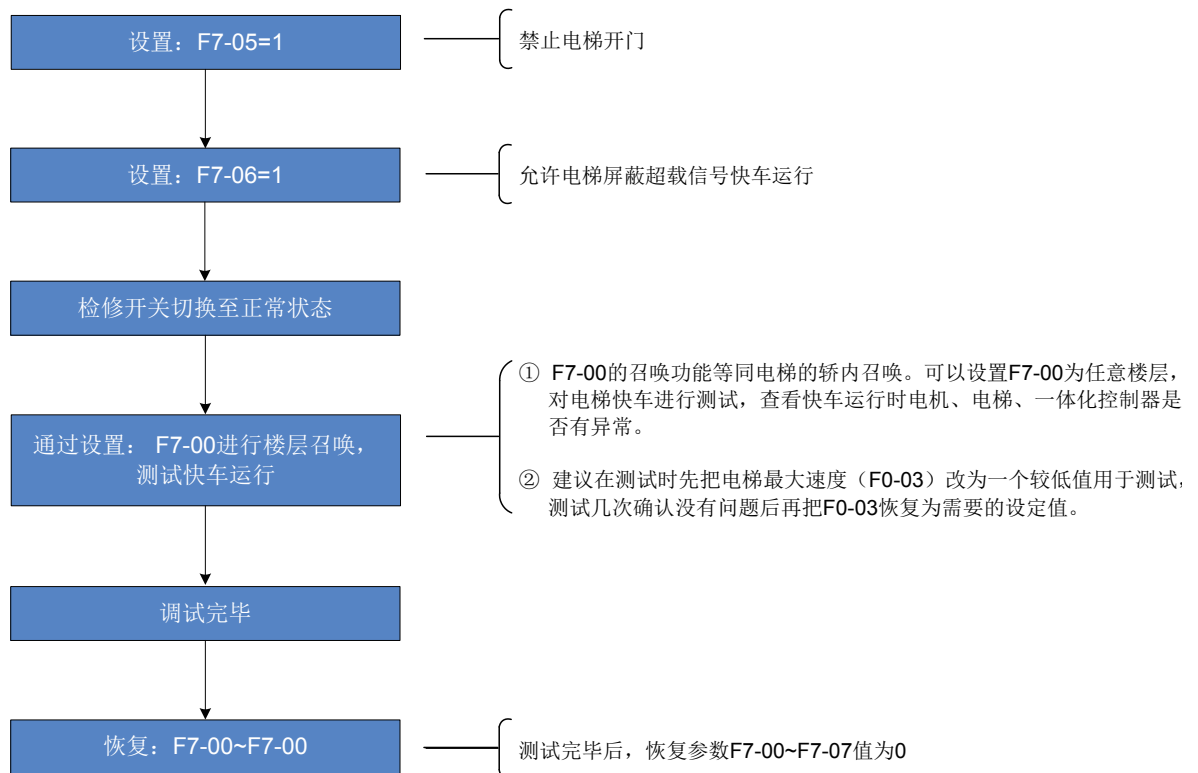 设置：F7-05=1
禁止电梯开门
设置：F7-06=1
允许电梯屏蔽超载信号快车运行
检修开关切换至正常状态
通过设置： F7-00进行楼层召唤，
测试快车运行
① F7-00的召唤功能等同电梯的轿内召唤。可以设置F7-00为任意楼层，
对电梯快车进行测试，查看快车运行时电机、电梯、一体化控制器是
否有异常。
② 建议在测试时先把电梯最大速度（F0-03）改为一个较低值用于测试，
测试几次确认没有问题后再把F0-03恢复为需要的设定值。
调试完毕
恢复：F7-00~F7-00
测试完毕后，恢复参数F7-00~F7-07值为0